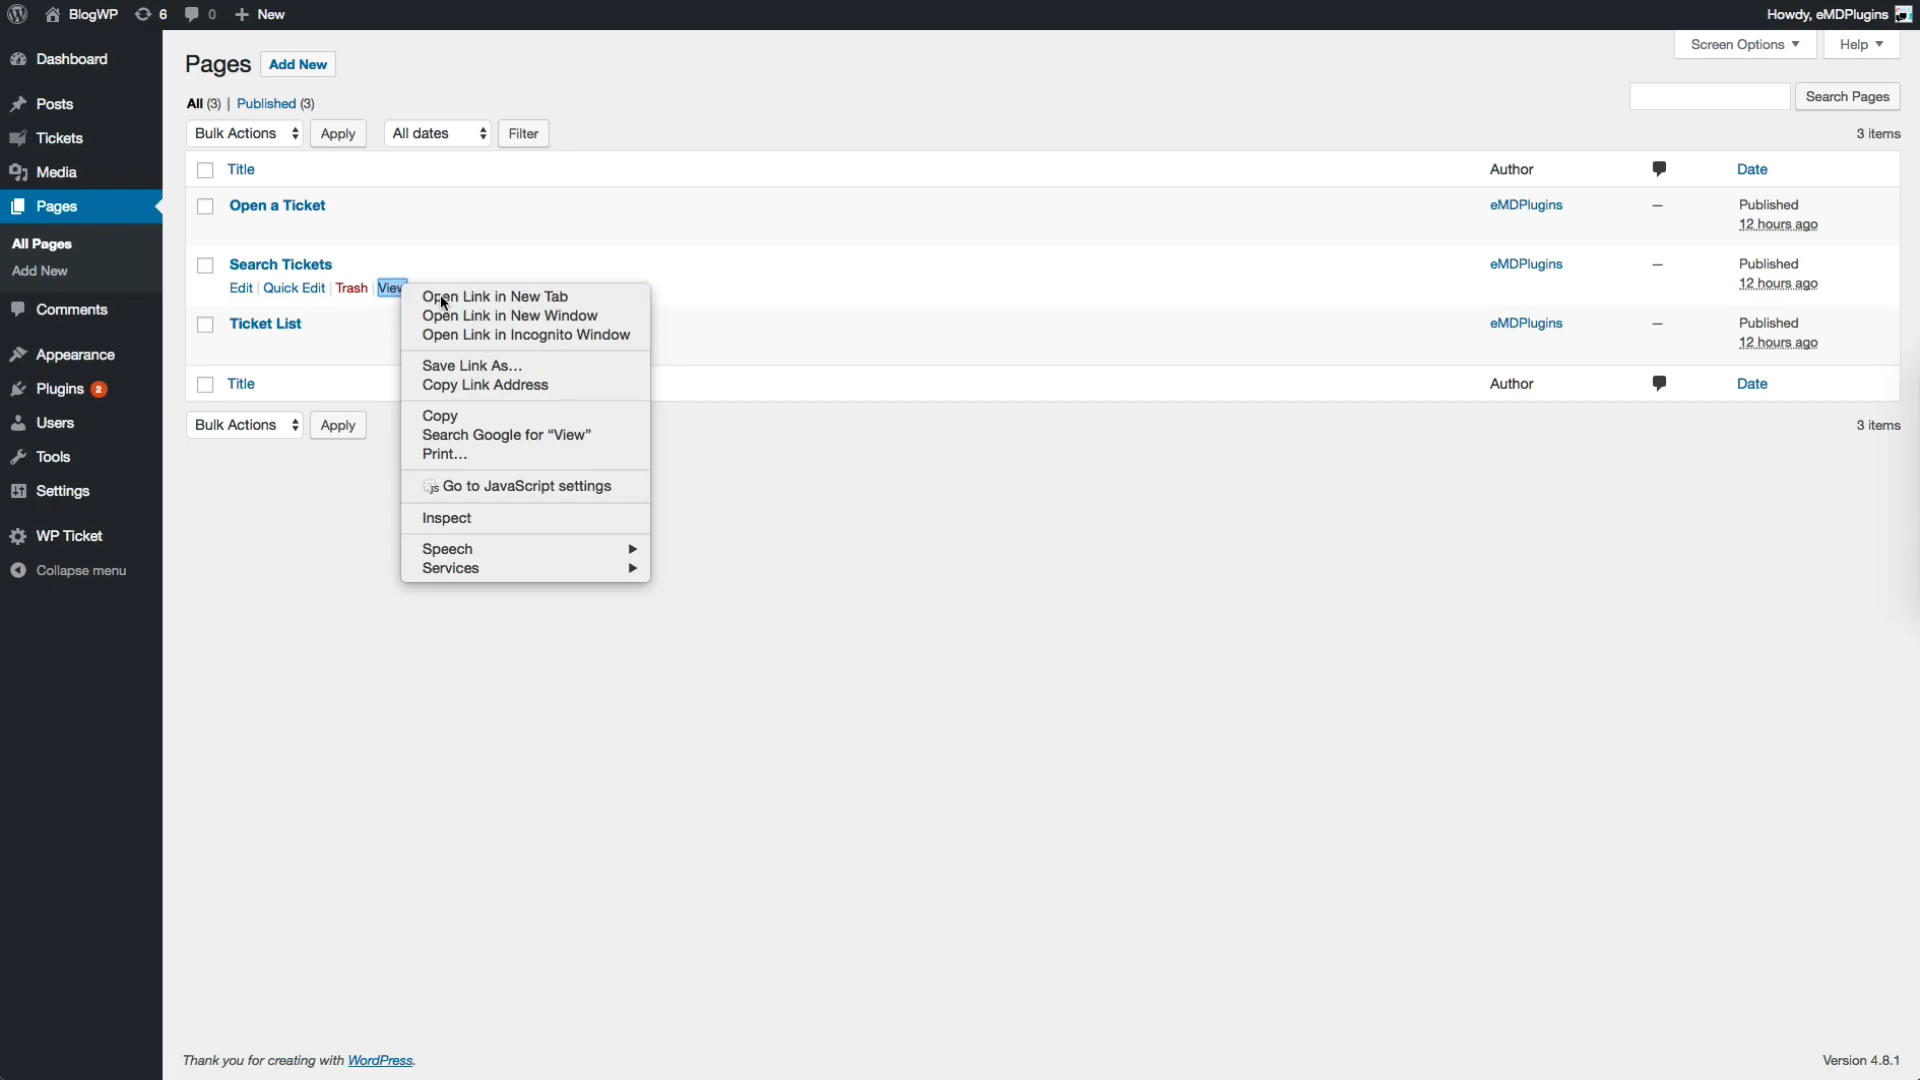 BlogWP 6 0 + New Howdy, eMDPlugins
Screen Options Help
Dashboard
Posts
Tickets
Media
Pages
All Pages
Add New
Comments
Appearance
Plugins 2
Users
Tools
Settings
WP Ticket
Collapse menu
Pages Add New
All (3) | Published (3)
Search Pages
Bulk Actions Apply All dates Filter 3 items
Title Author Date
Open a Ticket eMDPlugins — Published
12 hours ago
Search Tickets eMDPlugins — Published
Edit | Quick Edit | Trash | View 12 hours ago
Ticket List eMDPlugins — Published
12 hours ago
Title Author Date
Bulk Actions Apply 3 items
Open Link in New Tab
Open Link in New Window
Open Link in Incognito Window
Save Link As...
Copy Link Address
Copy
Search Google for “View”
Print...
js Go to JavaScript settings
Inspect
Speech
Services
Thank you for creating with WordPress. Version 4.8.1